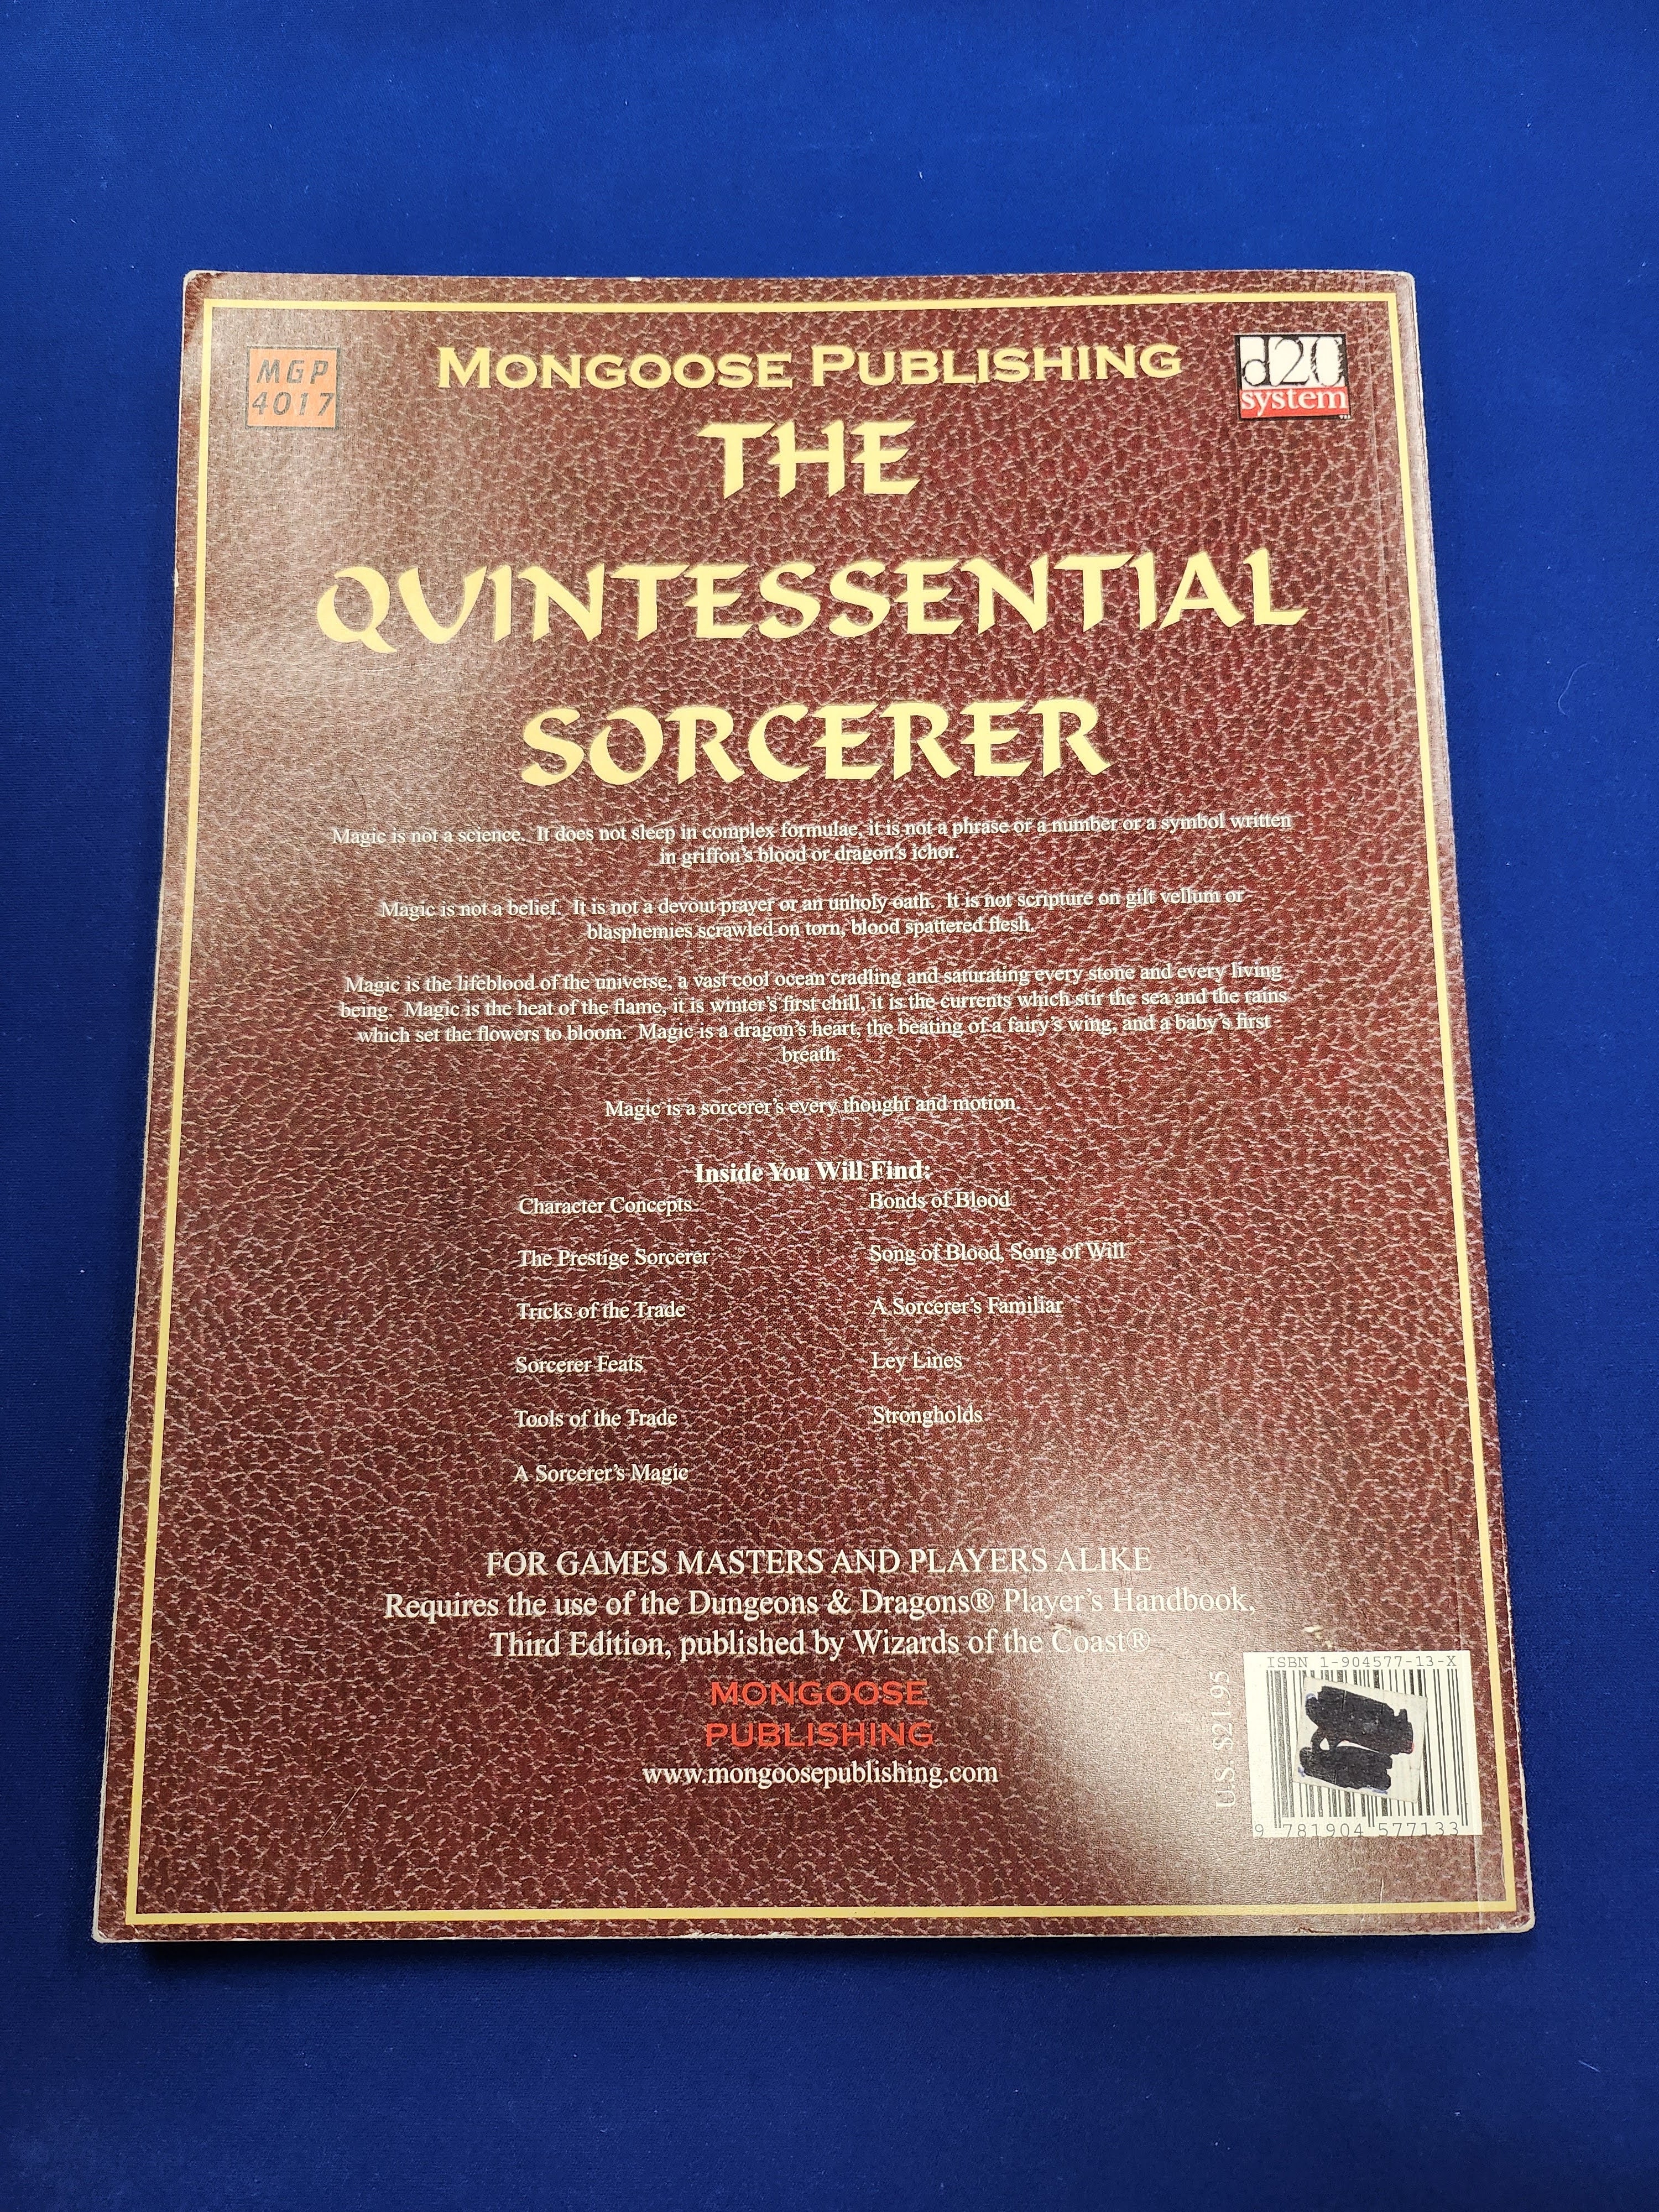 MGP
4017
MONGOOSE PUBLISHING
d20
system
THE
QUINTESSENTIAL
SORCERER
Magic is not a science. It does not sleep in complex formulae, it is not a phrase or a number or a symbol written
in griffon's blood or dragon's ichor.
Magic is not a belief. It is not a devout prayer or an unholy oath. It is not scripture on gilt vellum or
blasphemies scrawled on torn, blood spattered flesh.
Magic is the lifeblood of the universe, a vast cool ocean cradling and saturating every stone and every living
being. Magic is the heat of the flame, it is winter's first chill, it is the currents which stir the sea and the rains
which set the flowers to bloom. Magic is a dragon's heart, the beating of a fairy's wing, and a baby's first
breath.
Magic is a sorcerer's every thought and motion.
Inside You Will Find:
Character Concepts
The Prestige Sorcerer
Tricks of the Trade
Sorcerer Feats
Tools of the Trade
A Sorcerer's Magic
Bonds of Blood
Song of Blood, Song of Will
A Sorcerer's Familiar
Ley Lines
Strongholds
FOR GAMES MASTERS AND PLAYERS ALIKE
Requires the use of the Dungeons & Dragons® Player's Handbook,
Third Edition, published by Wizards of the Coast®
MONGOOSE
PUBLISHING
www.mongoosepublishing.com
US $21.95
ISBN 1-904577-13-X
9 781904 577133